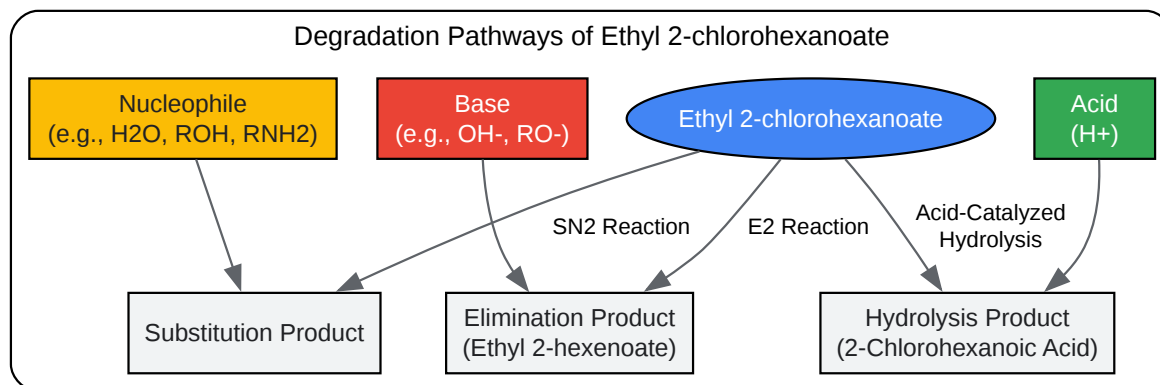 Degradation Pathways of Ethyl 2-chlorohexanoate
Nucleophile
(e.g., H2O, ROH, RNH2)
Base
(e.g., OH-, RO-)
Ethyl 2-chlorohexanoate
Acid
(H+)
SN2 Reaction
E2 Reaction
Acid-Catalyzed
Hydrolysis
Substitution Product
Elimination Product
(Ethyl 2-hexenoate)
Hydrolysis Product
(2-Chlorohexanoic Acid)